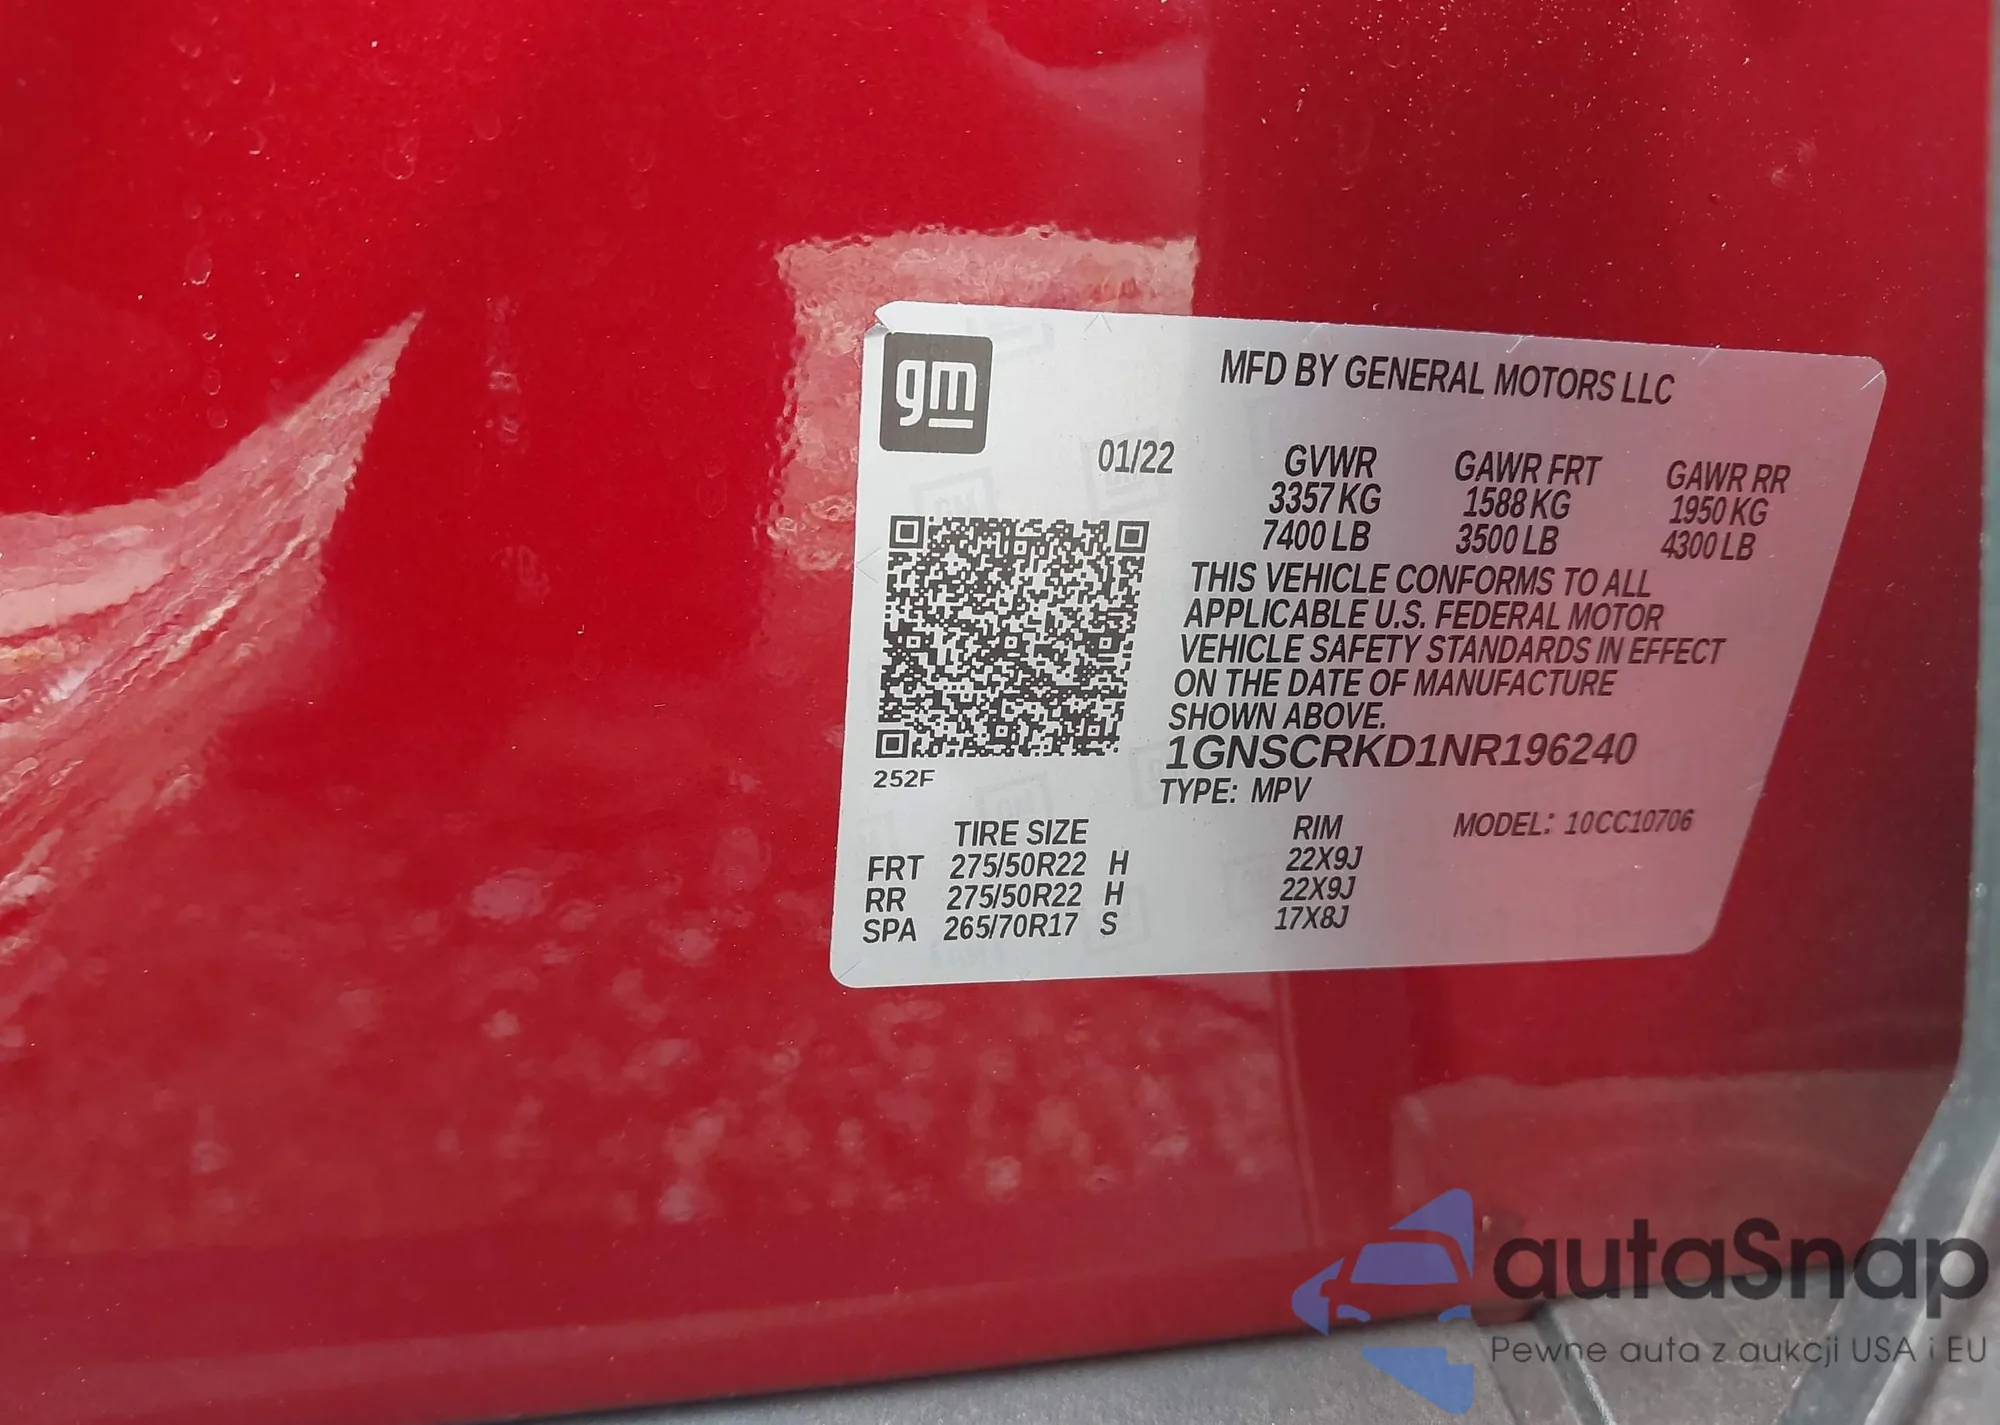 gm
MFD BY GENERAL MOTORS LLC
01/22 GVWR GAWR FRT GAWR RR
3357 KG 1588 KG 1950 KG
7400 LB 3500 LB 4300 LB
THIS VEHICLE CONFORMS TO ALL
APPLICABLE U.S. FEDERAL MOTOR
VEHICLE SAFETY STANDARDS IN EFFECT
ON THE DATE OF MANUFACTURE
SHOWN ABOVE.
1GNSCRKD1NR196240
252F
TYPE: MPV
MODEL: 10CC10706
TIRE SIZE RIM
FRT 275/50R22 H 22X9J
RR 275/50R22 H 22X9J
SPA 265/70R17 S 17X8J
autaSnap
Pewne auta z aukcji USA i EU